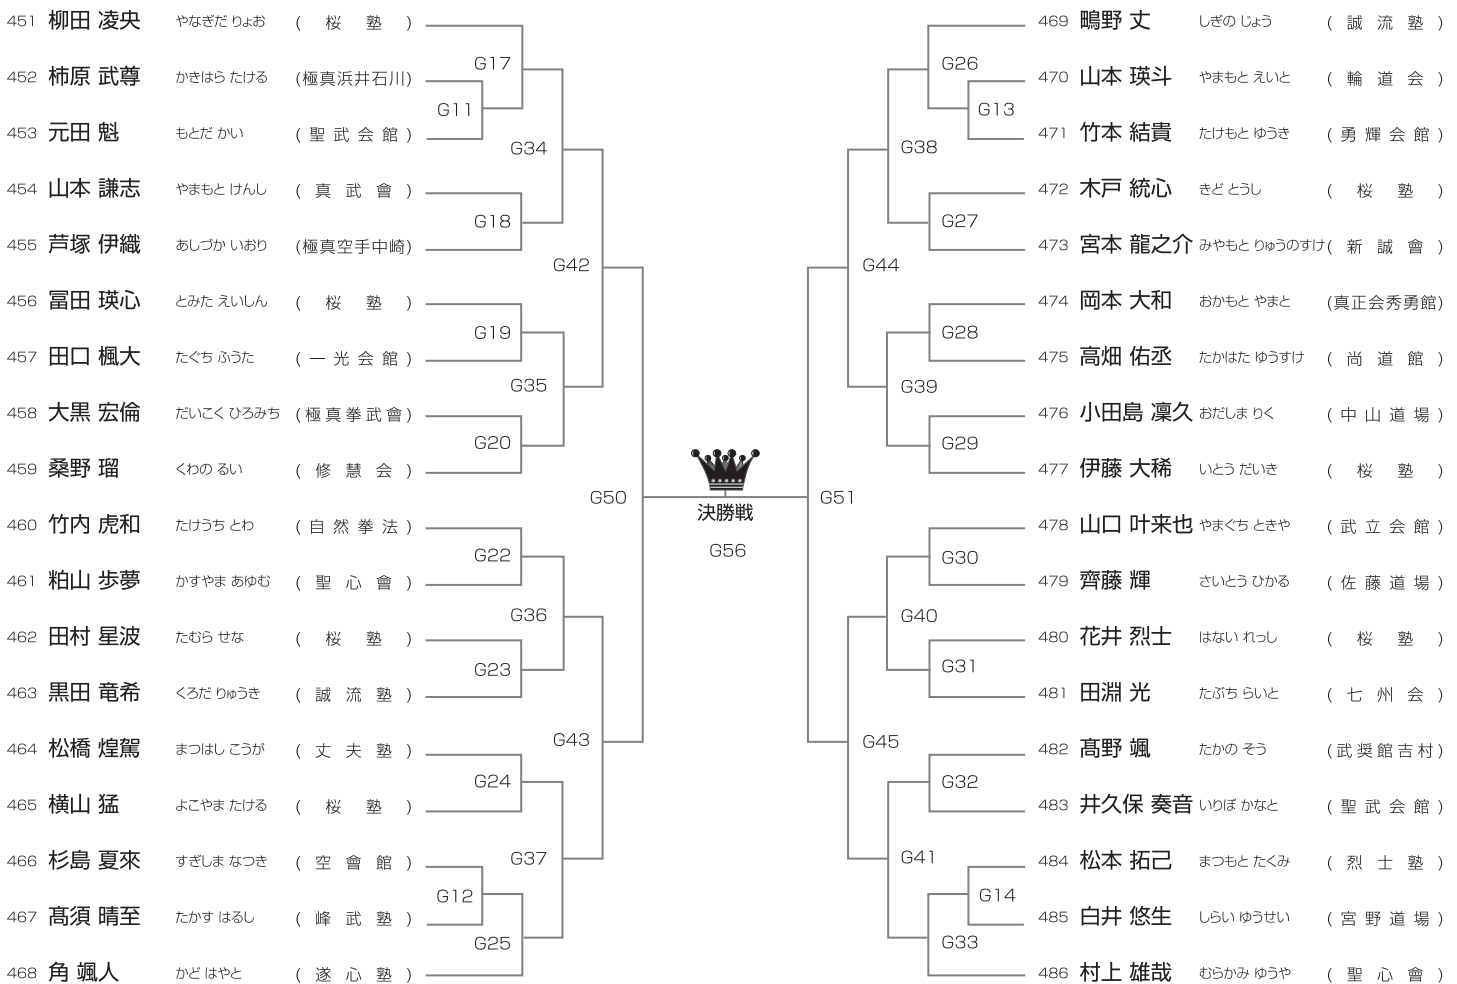 451 柳田 凌央 やなぎだ りょお (桜塾)
452 柿原 武尊 かきはら たける (極真浜井石川)
453 元田 魁 もとだ かい (聖武会館)
454 山本 謙志 やまもと けんし (真武會)
455 芦塚 伊織 あしづか いおり (極真空手中崎)
456 冨田 瑛心 とみた えいしん (桜塾)
457 田口 楓大 たぐち ふうた (一光会館)
458 大黒 宏倫 だいこく ひろみち (極真拳武會)
459 桑野 瑠 くわの るい (修慧会)
460 竹内 虎和 たけうち とわ (自然拳法)
461 粕山 歩夢 かすやま あゆむ (聖心會)
462 田村 星波 たむら せな (桜塾)
463 黒田 竜希 くろだ りゅうき (誠流塾)
464 松橋 煌駕 まつはし こうが (丈夫塾)
465 横山 猛 よこやま たける (桜塾)
466 杉島 夏來 すぎしま なつき (空會館)
467 髙須 晴至 たかす はるし (峰武塾)
468 角 颯人 かど はやと (遂心塾)
G17
G11
G34
G18
G42
G19
G35
G20
G50
G22
G36
G23
G43
G24
G37
G12
G25
決勝戦
G56
G26
G13
G38
G27
G44
G28
G39
G29
G51
G30
G40
G31
G45
G32
G41
G14
G33
469 鴫野 丈 しぎの じょう (誠流塾)
470 山本 瑛斗 やまもと えいと (輪道会)
471 竹本 結貴 たけもと ゆうき (勇輝会館)
472 木戸 統心 きど とうし (桜塾)
473 宮本 龍之介 みやもと りゅうのすけ (新誠會)
474 岡本 大和 おかもと やまと (真正会秀勇館)
475 高畑 佑丞 たかはた ゆうすけ (尚道館)
476 小田島 凜久 おだしま りく (中山道場)
477 伊藤 大稀 いとう だいき (桜塾)
478 山口 叶来也 やまぐち ときや (武立会館)
479 齊藤 輝 さいとう ひかる (佐藤道場)
480 花井 烈士 はない れっし (桜塾)
481 田淵 光 たぶち らいと (七州会)
482 髙野 颯 たかの そう (武奨館吉村)
483 井久保 奏音 いりぼ かなと (聖武会館)
484 松本 拓己 まつもと たくみ (烈士塾)
485 白井 悠生 しらい ゆうせい (宮野道場)
486 村上 雄哉 むらかみ ゆうや (聖心會)